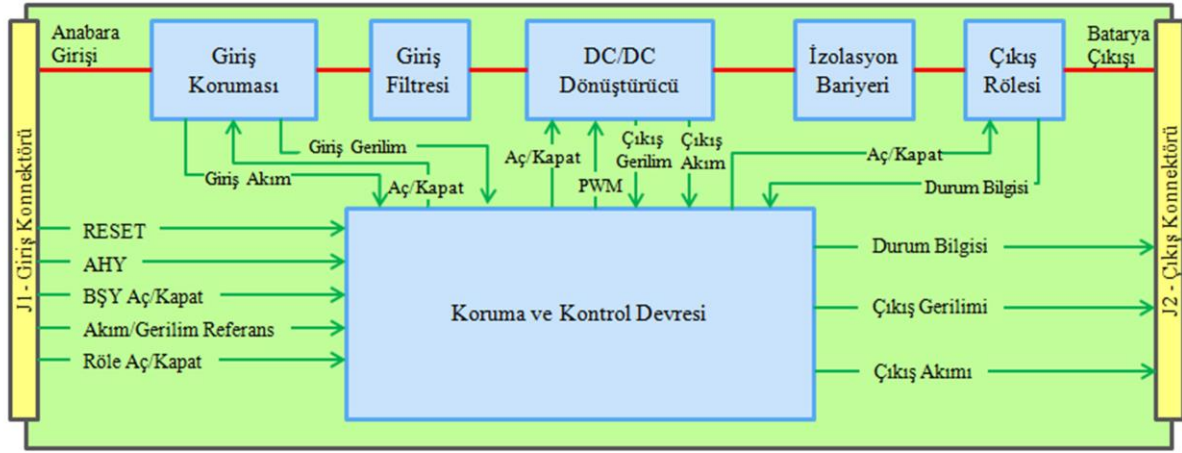 Anabara
Girişi
Giriş
Koruması
Giriş
Filtresi
DC/DC
Dönüştürücü
İzolasyon
Bariyeri
Çıkış
Rölesi
Batarya
Çıkışı
J1 - Giriş Konnektörü
J2 - Çıkış Konnektörü
Giriş Gerilim
Giriş Akım
Aç/Kapat
Aç/Kapat
PWM
Çıkış
Gerilim
Çıkış
Akım
Aç/Kapat
Durum Bilgisi
RESET
AHY
BŞY Aç/Kapat
Akım/Gerilim Referans
Röle Aç/Kapat
Koruma ve Kontrol Devresi
Durum Bilgisi
Çıkış Gerilimi
Çıkış Akımı